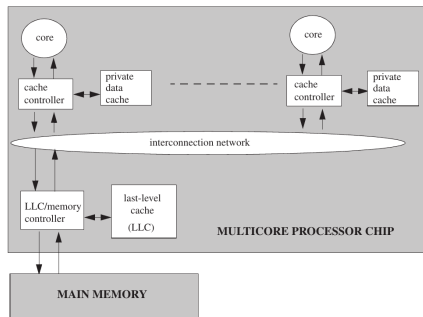 core
core
cache
controller
private
data
cache
cache
controller
private
data
cache
interconnection network
LLC/memory
controller
last-level
cache
(LLC)
MULTICORE PROCESSOR CHIP
MAIN MEMORY